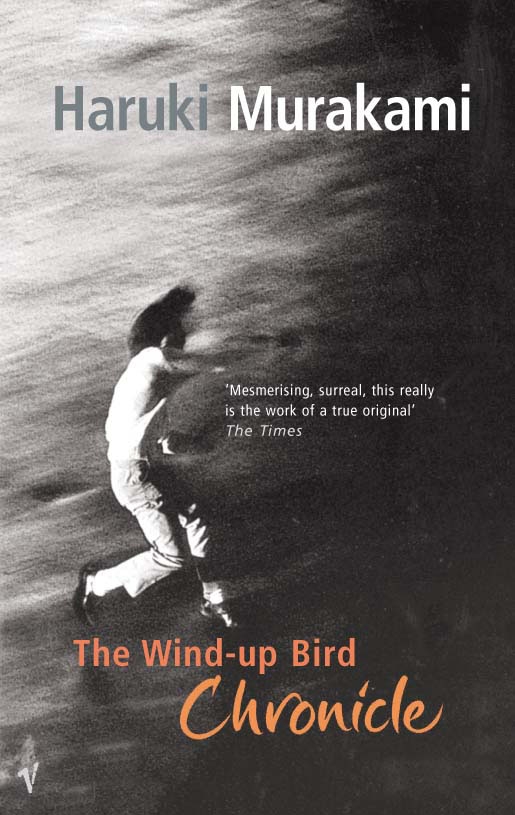 Haruki Murakami
'Mesmerising, surreal, this really
is the work of a true original'
The Times
The Wind-up Bird
Chronicle
V